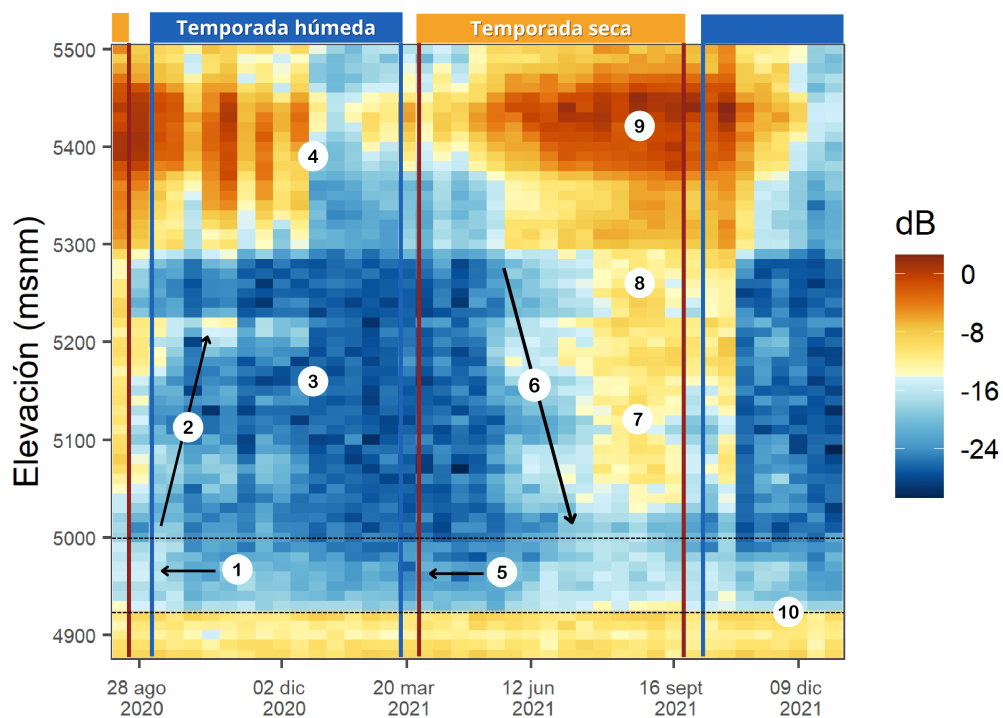 Temporada húmeda
Temporada seca
5500
5400
5300
5200
5100
5000
4900
Elevación (msnm)
1
2
3
4
5
6
7
8
9
10
28 ago
2020
02 dic
2020
20 mar
2021
12 jun
2021
16 sept
2021
09 dic
2021
dB
0
-8
-16
-24